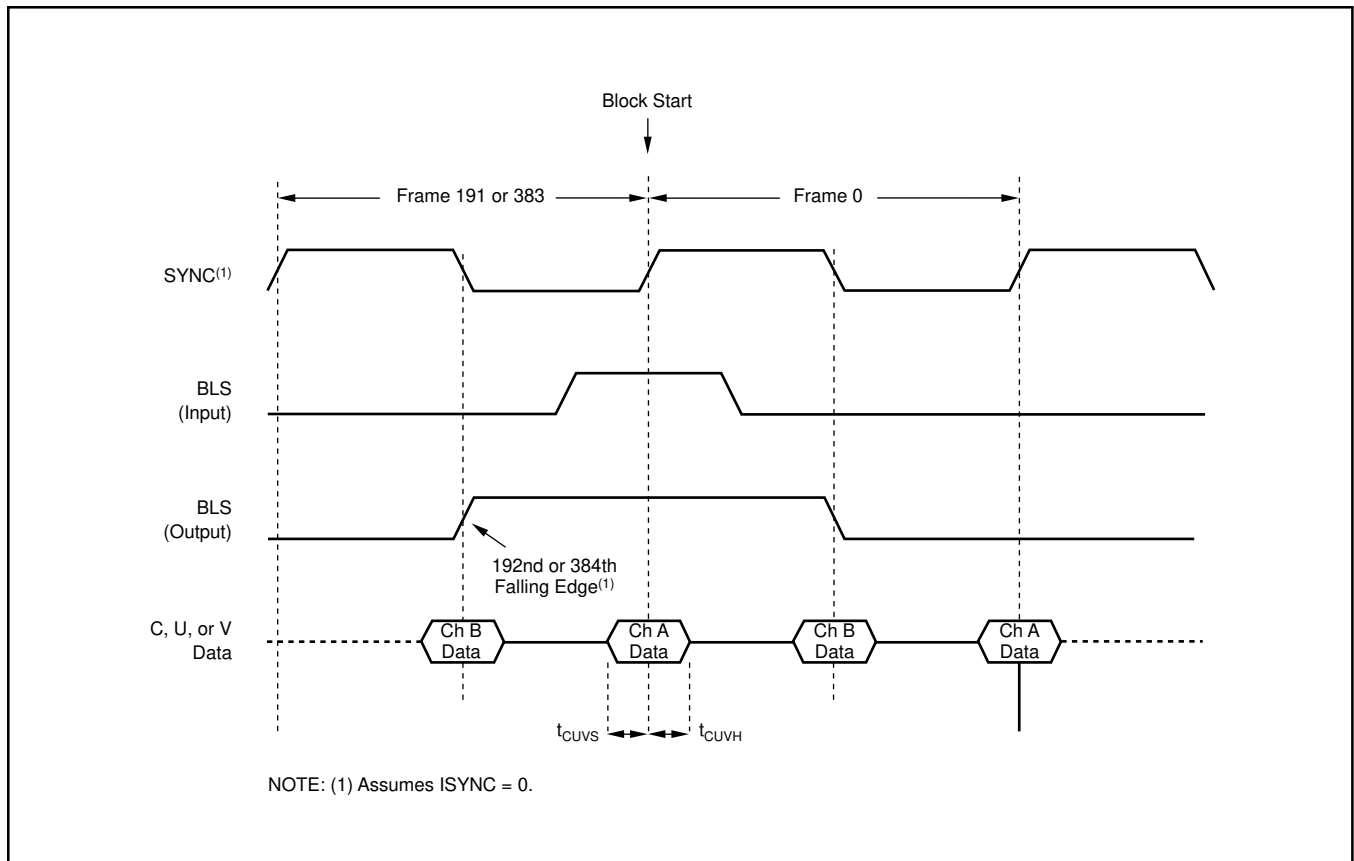 Block Start
Frame 191 or 383
Frame 0
SYNC(1)
BLS
(Input)
BLS
(Output)
192nd or 384th
Falling Edge(1)
C, U, or V
Data
Ch B
Data
Ch A
Data
Ch B
Data
Ch A
Data
tCUVS
tCUVH
NOTE: (1) Assumes ISYNC = 0.